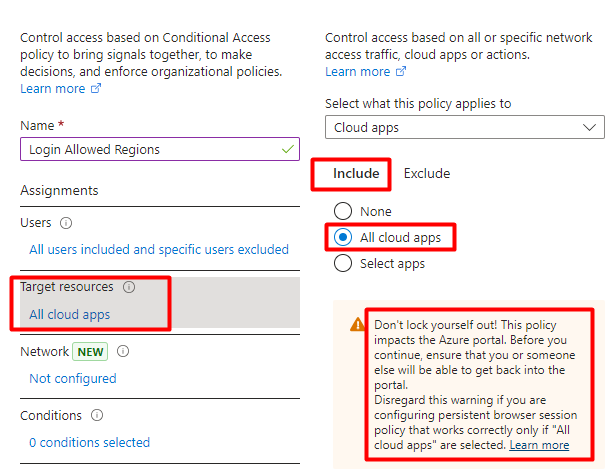 Control access based on Conditional Access
policy to bring signals together, to make
decisions, and enforce organizational policies.
Learn more
Name *
Login Allowed Regions
Assignments
Users
All users included and specific users excluded
Target resources
All cloud apps
Network NEW
Not configured
Conditions
0 conditions selected
Control access based on all or specific network
access traffic, cloud apps or actions.
Learn more
Select what this policy applies to
Cloud apps
Include Exclude
None
All cloud apps
Select apps
Don't lock yourself out! This policy
impacts the Azure portal. Before you
continue, ensure that you or someone
else will be able to get back into the
portal.
Disregard this warning if you are
configuring persistent browser session
policy that works correctly only if "All
cloud apps" are selected. Learn more